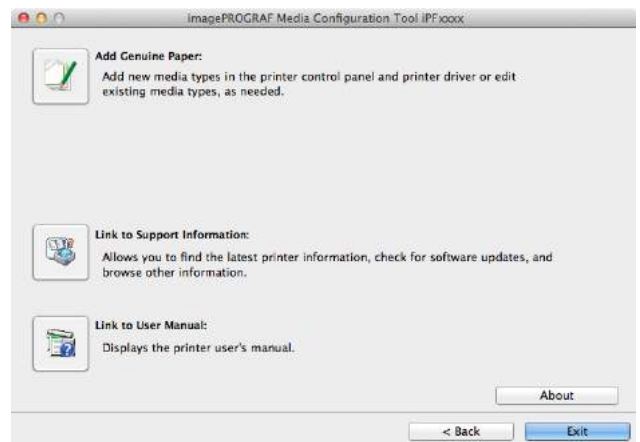 imagePROGRAF Media Configuration Tool iPFxxxx
Add Genuine Paper:
Add new media types in the printer control panel and printer driver or edit
existing media types, as needed.
Link to Support Information:
Allows you to find the latest printer information, check for software updates, and
browse other information.
Link to User Manual:
Displays the printer user's manual.
About
< Back
Exit